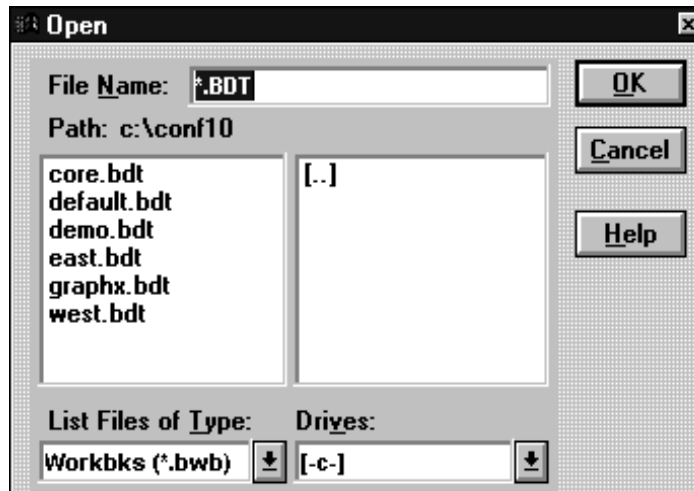 Open
File Name: *.BDT
OK
Path: c:\conf10
Cancel
core.bdt
default.bdt
demo.bdt
east.bdt
graphx.bdt
west.bdt
[..]
Help
List Files of Type: Drives:
Workbks (*.bwb) [-c-]